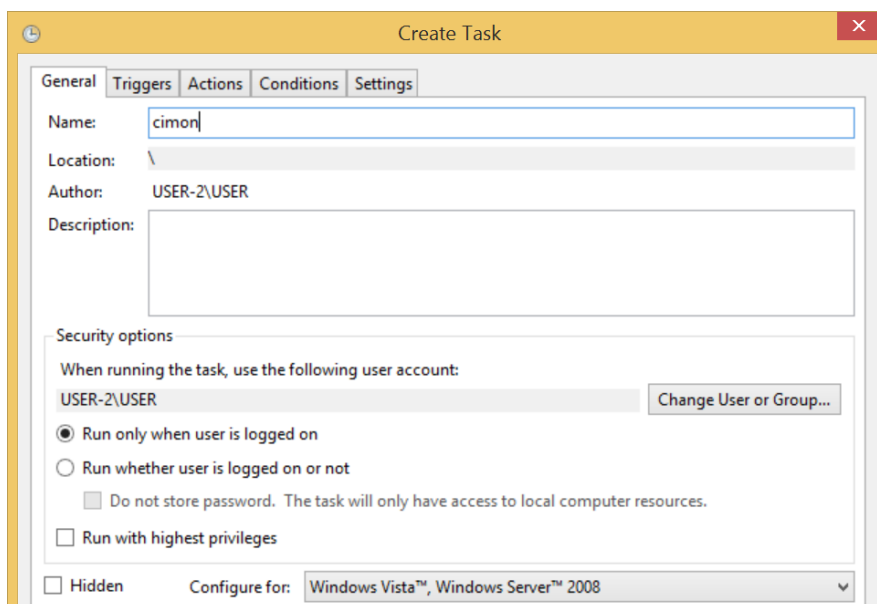 Create Task
General Triggers Actions Conditions Settings
Name: cimon
Location: \
Author: USER-2\USER
Description:
Security options
When running the task, use the following user account:
USER-2\USER Change User or Group...
Run only when user is logged on
Run whether user is logged on or not
Do not store password. The task will only have access to local computer resources.
Run with highest privileges
Hidden Configure for: Windows Vista™, Windows Server™ 2008